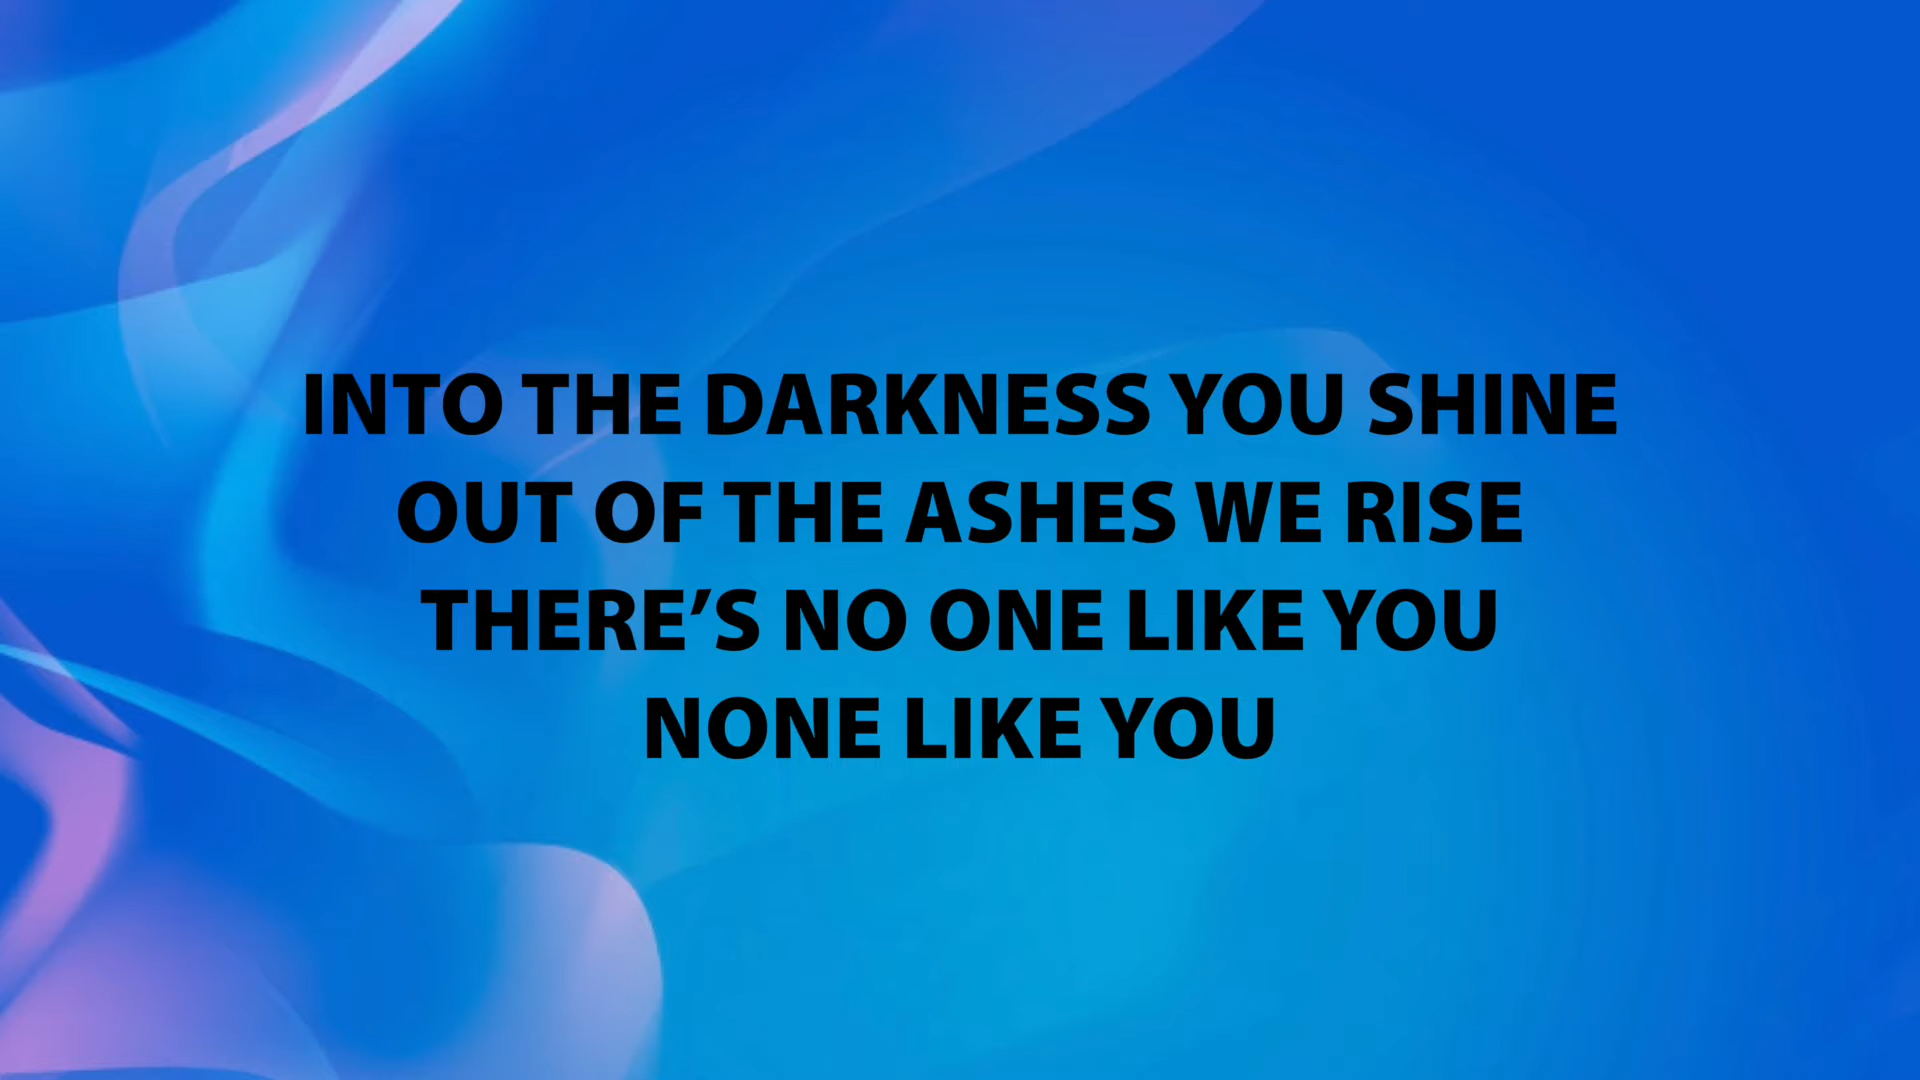 INTO THE DARKNESS YOU SHINE
OUT OF THE ASHES WE RISE
THERE’S NO ONE LIKE YOU
NONE LIKE YOU